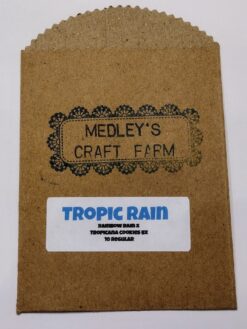 MEDLEY'S
CRAFT FARM
TROPIC RAIN
RAINBOW RAIN X
TROPICANA COOKIES BX
10 REGULAR